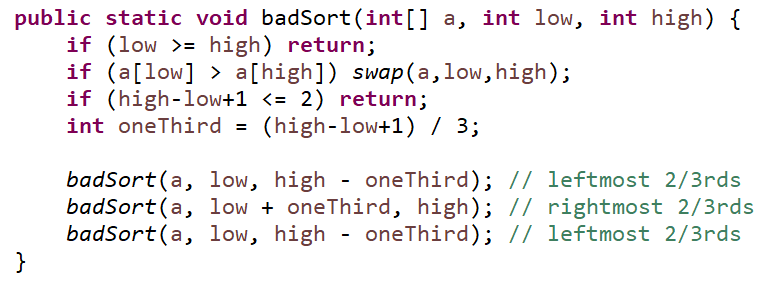 public static void badSort(int[] a, int low, int high) {
    if (low >= high) return;
    if (a[low] > a[high]) swap(a,low,high);
    if (high-low+1 <= 2) return;
    int oneThird = (high-low+1) / 3;

    badSort(a, low, high - oneThird); // leftmost 2/3rds
    badSort(a, low + oneThird, high); // rightmost 2/3rds
    badSort(a, low, high - oneThird); // leftmost 2/3rds
}